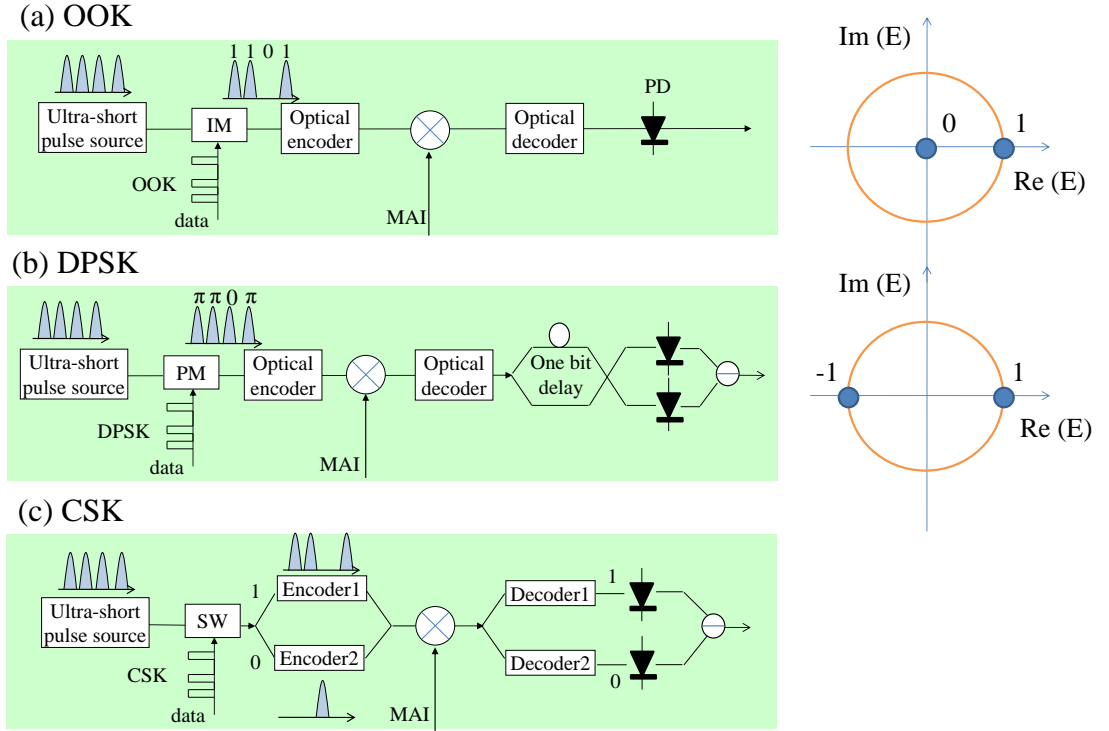 (a) OOK
1 1 0 1
Ultra-short
pulse source
IM
Optical
encoder
Optical
decoder
PD
OOK
data
MAI
Im (E)
0
1
Re (E)
(b) DPSK
π π 0 π
Ultra-short
pulse source
PM
Optical
encoder
Optical
decoder
One bit
delay
DPSK
data
MAI
Im (E)
-1
1
Re (E)
(c) CSK
Ultra-short
pulse source
SW
1
Encoder1
0
Encoder2
Decoder1
1
Decoder2
0
CSK
data
MAI